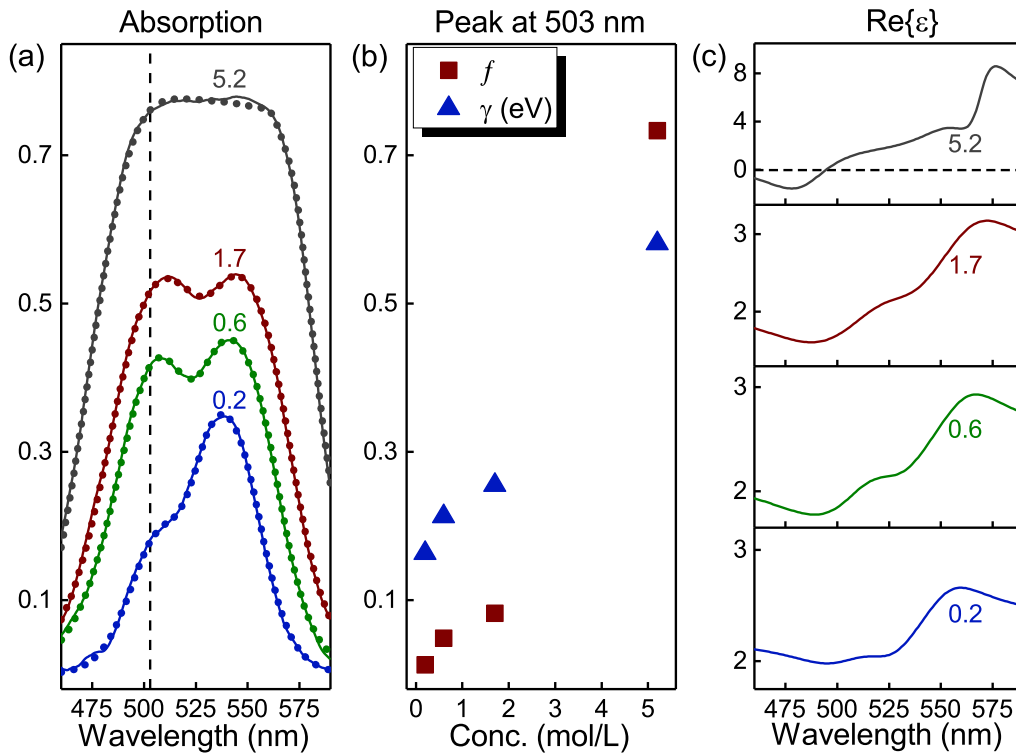 Absorption
Peak at 503 nm
Re{ε}
(a)
5.2
1.7
0.6
0.2
0.7
0.5
0.3
0.1
475 500 525 550 575
Wavelength (nm)
(b)
f
γ (eV)
0.7
0.5
0.3
0.1
0 1 2 3 4 5
Conc. (mol/L)
(c)
8
4
0
5.2
3
2
1.7
3
2
0.6
3
2
0.2
475 500 525 550 575
Wavelength (nm)